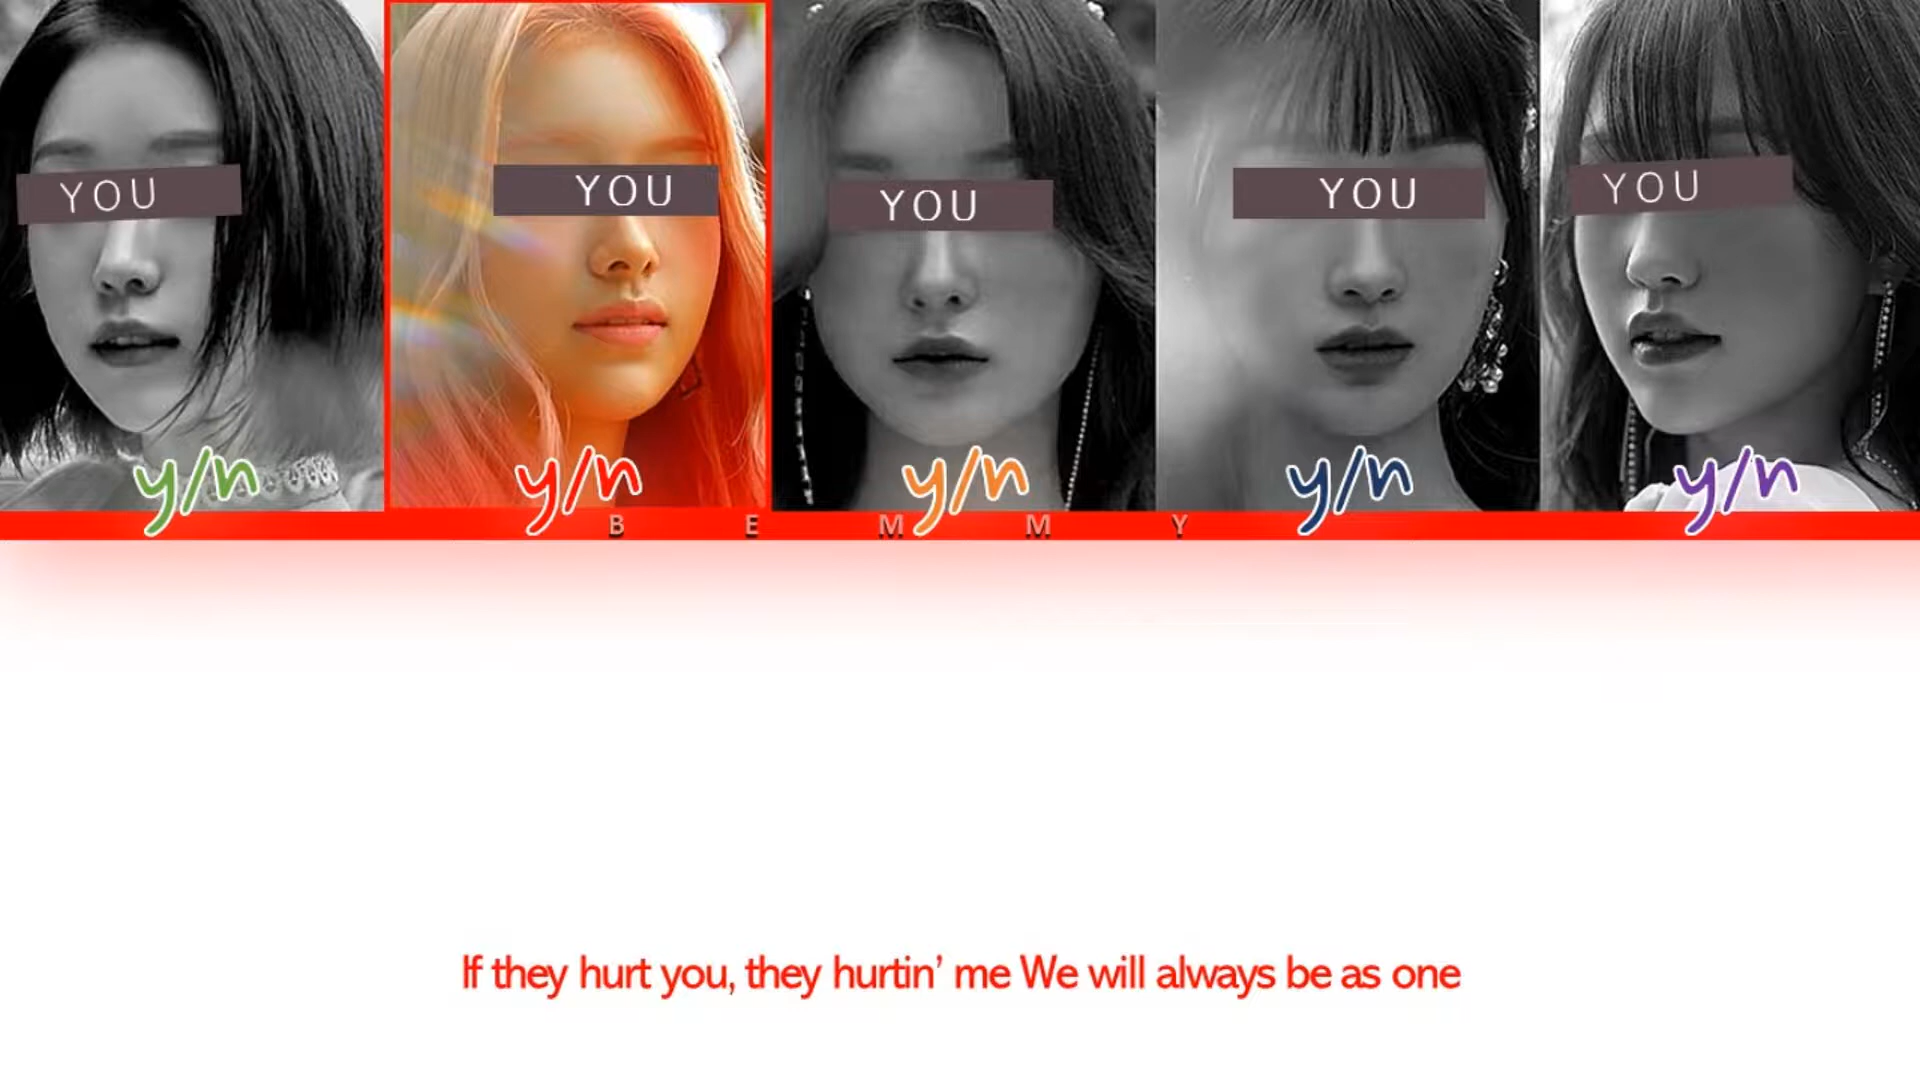 YOU
YOU
YOU
YOU
YOU
y/n
y/n
y/n
y/n
y/n
B E M M Y
If they hurt you, they hurtin’ me We will always be as one